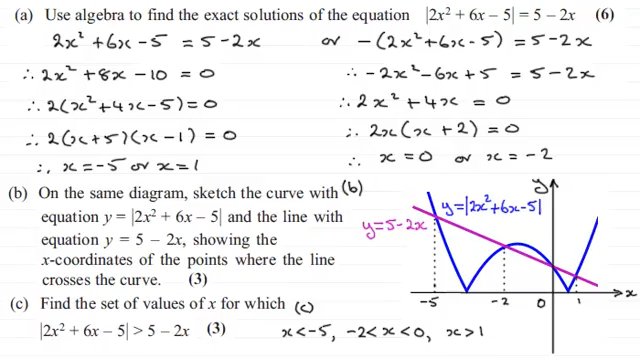 (a) Use algebra to find the exact solutions of the equation |2x² + 6x − 5| = 5 − 2x (6)
2x² + 6x − 5 = 5 − 2x or −(2x² + 6x − 5) = 5 − 2x
∴ 2x² + 8x − 10 = 0 ∴ −2x² − 6x + 5 = 5 − 2x
∴ 2(x² + 4x − 5) = 0 ∴ 2x² + 4x = 0
∴ 2(x + 5)(x − 1) = 0 ∴ 2x(x + 2) = 0
∴ x = −5 or x = 1 ∴ x = 0 or x = −2
(b) On the same diagram, sketch the curve with
equation y = |2x² + 6x − 5| and the line with
equation y = 5 − 2x, showing the
x-coordinates of the points where the line
crosses the curve. (3)
(b)
y
y = |2x² + 6x − 5|
y = 5 − 2x
x
−5 −2 0 1
(c) Find the set of values of x for which
|2x² + 6x − 5| > 5 − 2x (3)
(c)
x < −5, −2 < x < 0, x > 1